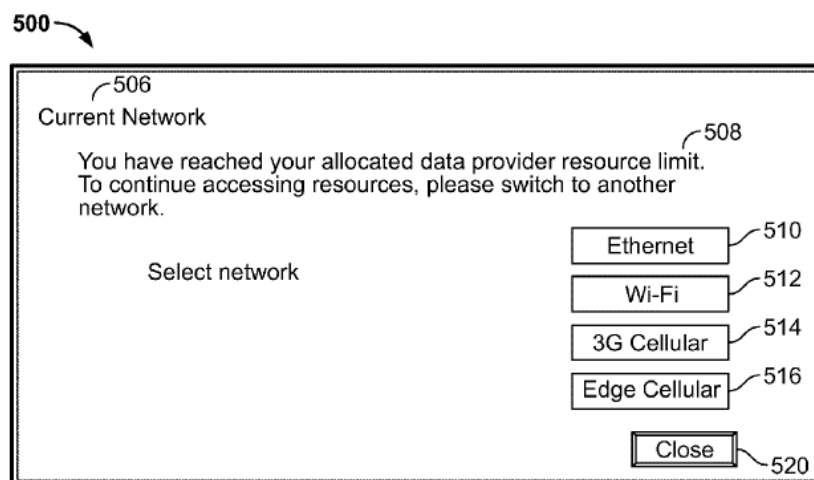 500
506
Current Network
508
You have reached your allocated data provider resource limit.
To continue accessing resources, please switch to another
network.
Select network
Ethernet
510
Wi-Fi
512
3G Cellular
514
Edge Cellular
516
Close
520